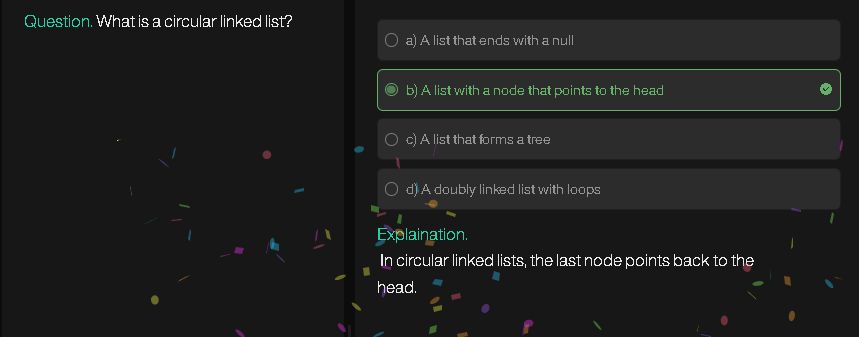 Question. What is a circular linked list?
a) A list that ends with a null
b) A list with a node that points to the head
c) A list that forms a tree
d) A doubly linked list with loops
Explaination.
In circular linked lists, the last node points back to the
head.